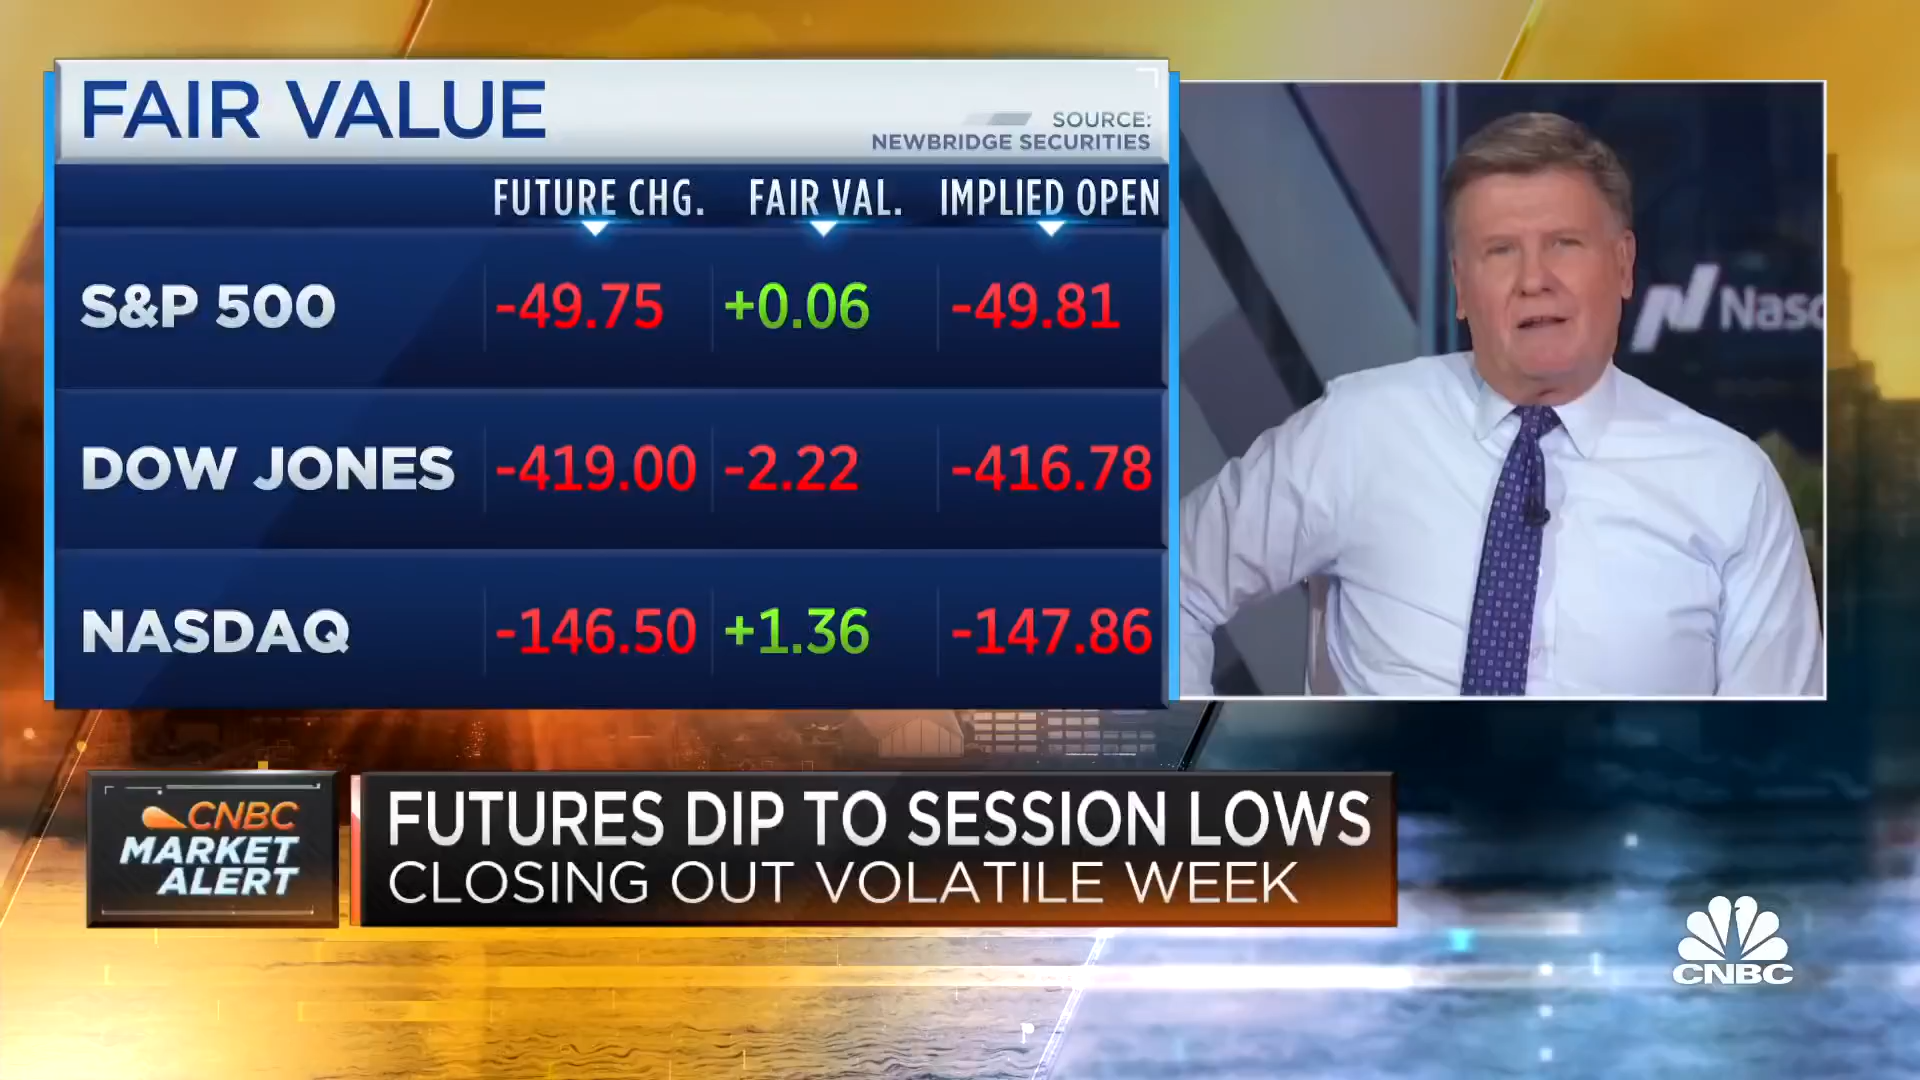 FAIR VALUE
SOURCE:
NEWBRIDGE SECURITIES
FUTURE CHG. FAIR VAL. IMPLIED OPEN
S&P 500 -49.75 +0.06 -49.81
DOW JONES -419.00 -2.22 -416.78
NASDAQ -146.50 +1.36 -147.86
Nasd
CNBC
MARKET
ALERT
FUTURES DIP TO SESSION LOWS
CLOSING OUT VOLATILE WEEK
CNBC